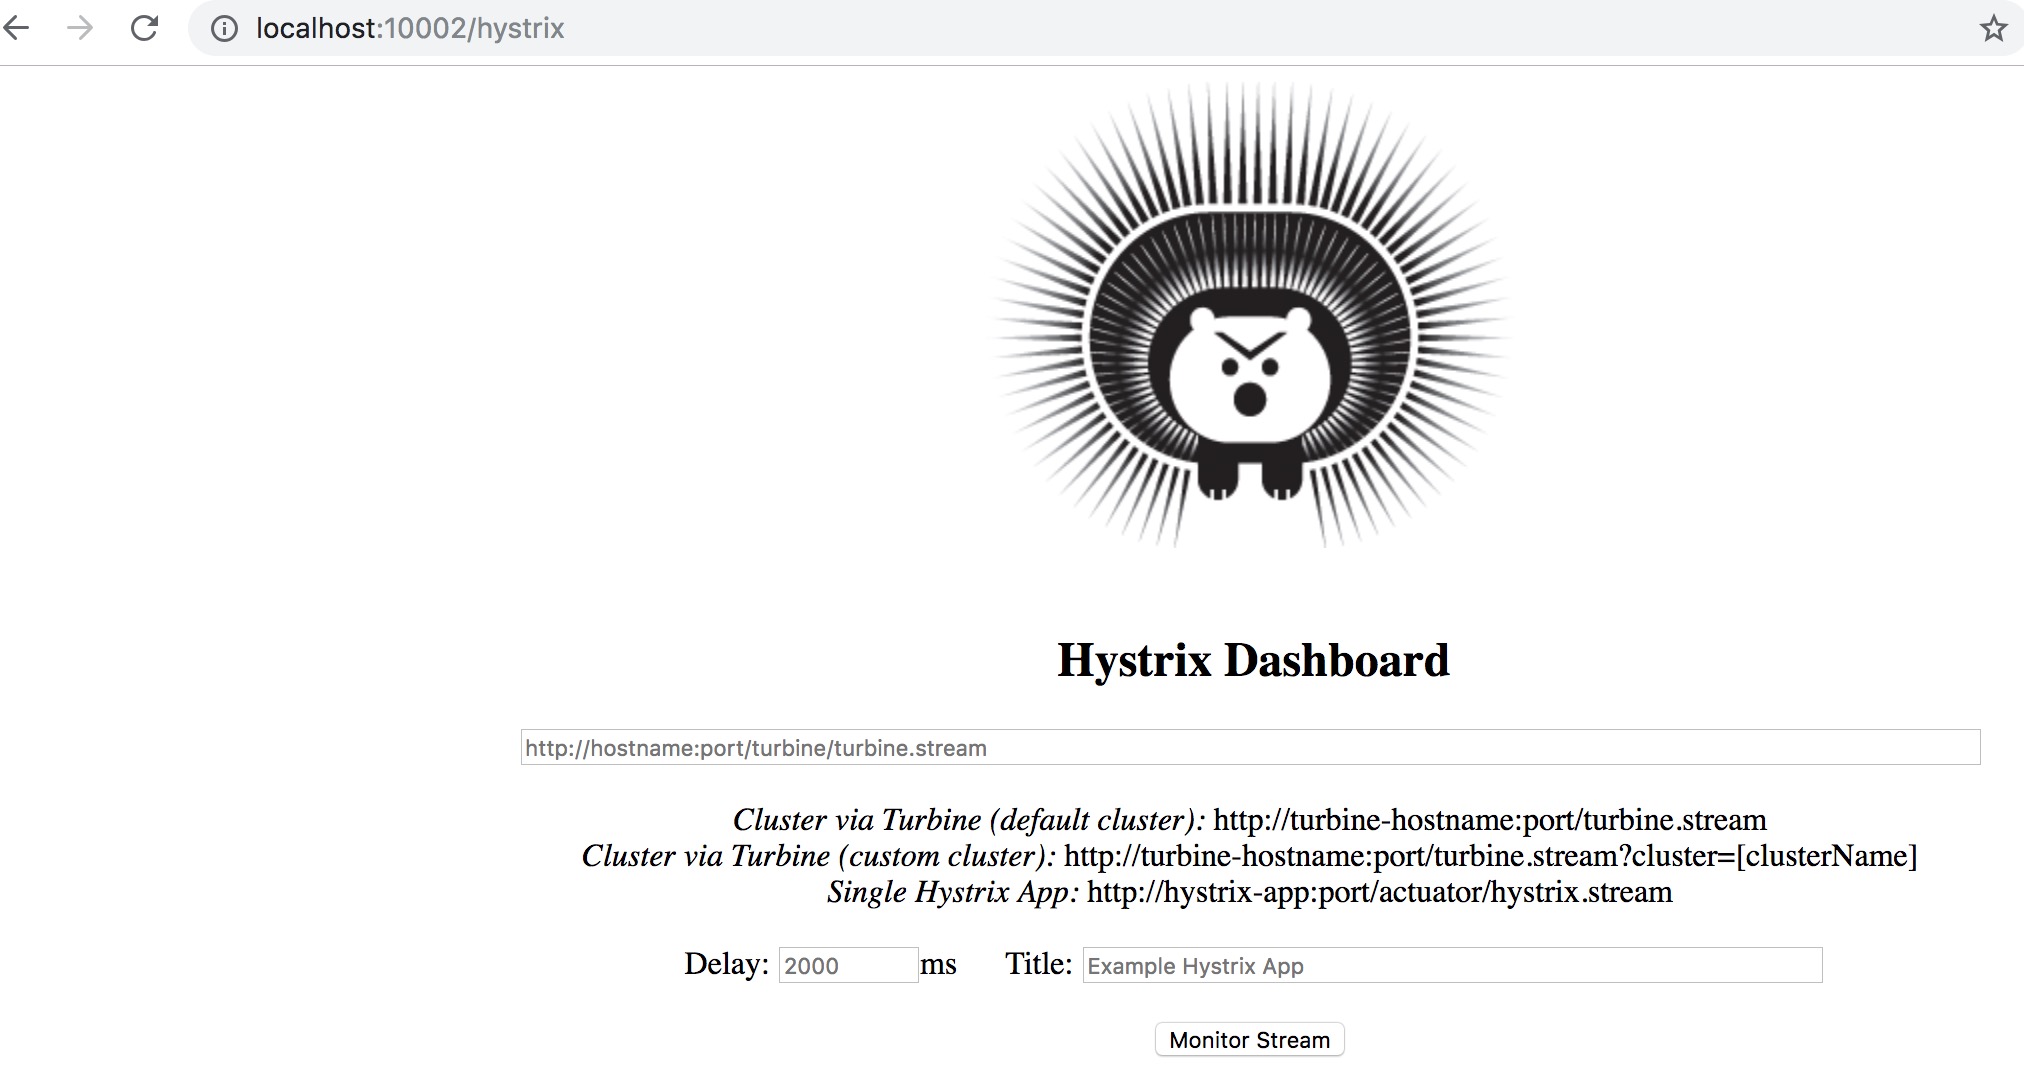 localhost:10002/hystrix
Hystrix Dashboard
http://hostname:port/turbine/turbine.stream
Cluster via Turbine (default cluster): http://turbine-hostname:port/turbine.stream
Cluster via Turbine (custom cluster): http://turbine-hostname:port/turbine.stream?cluster=[clusterName]
Single Hystrix App: http://hystrix-app:port/actuator/hystrix.stream
Delay: 2000 ms Title: Example Hystrix App
Monitor Stream